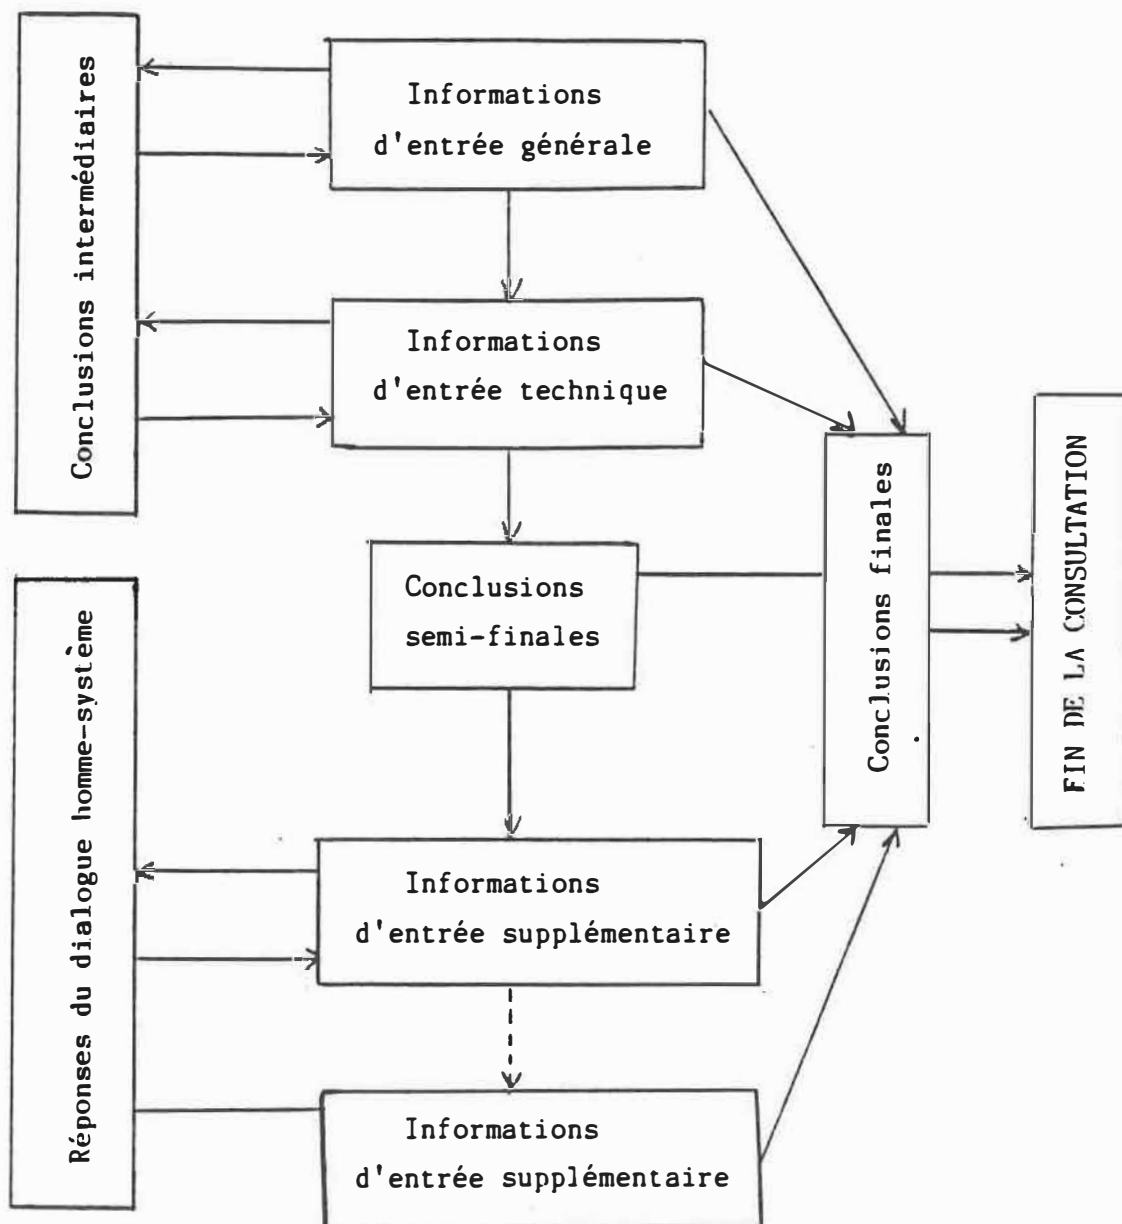 Conclusions intermédiaires
Informations
d'entrée générale
Informations
d'entrée technique
Conclusions
semi-finales
Conclusions finales
FIN DE LA CONSULTATION
Réponses du dialogue homme-système
Informations
d'entrée supplémentaire
Informations
d'entrée supplémentaire